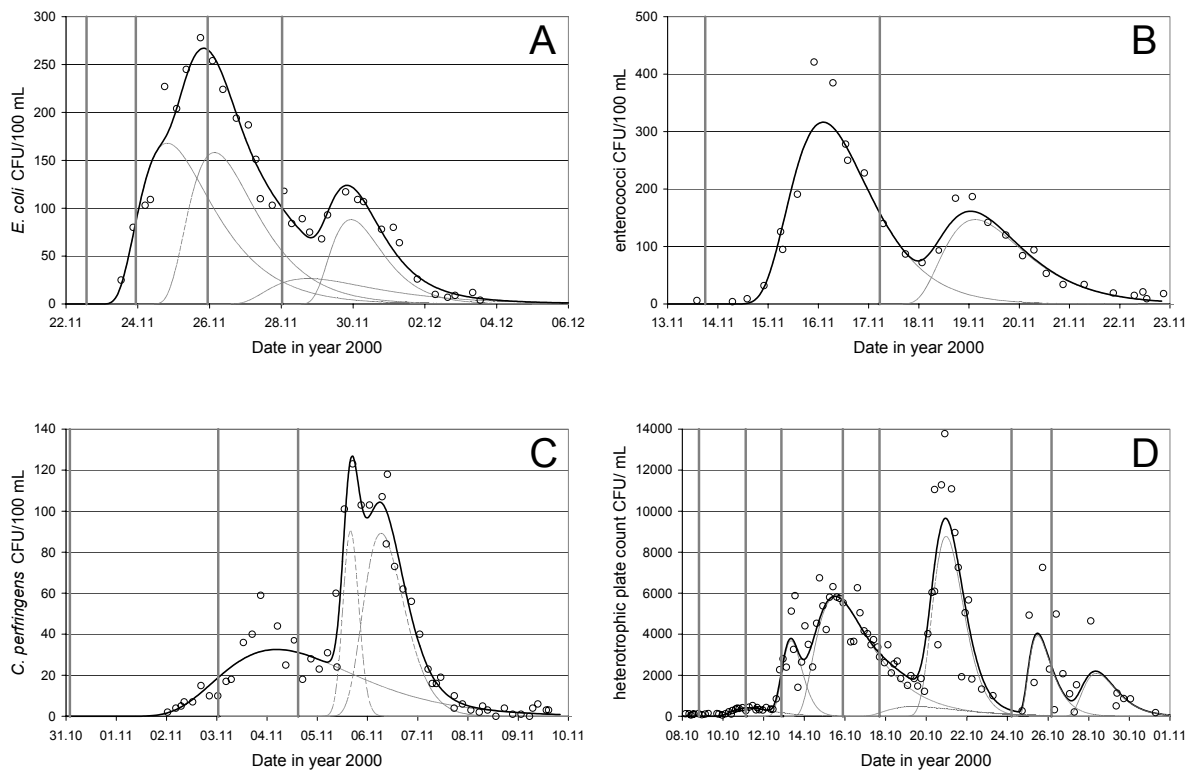 A
E. coli CFU/100 mL
300
250
200
150
100
50
0
22.11 24.11 26.11 28.11 30.11 02.12 04.12 06.12
Date in year 2000
B
enterococci CFU/100 mL
500
400
300
200
100
0
13.11 14.11 15.11 16.11 17.11 18.11 19.11 20.11 21.11 22.11 23.11
Date in year 2000
C
C. perfringens CFU/100 mL
140
120
100
80
60
40
20
0
31.10 01.11 02.11 03.11 04.11 05.11 06.11 07.11 08.11 09.11 10.11
Date in year 2000
D
heterotrophic plate count CFU/ mL
14000
12000
10000
8000
6000
4000
2000
0
08.10 10.10 12.10 14.10 16.10 18.10 20.10 22.10 24.10 26.10 28.10 30.10 01.11
Date in year 2000